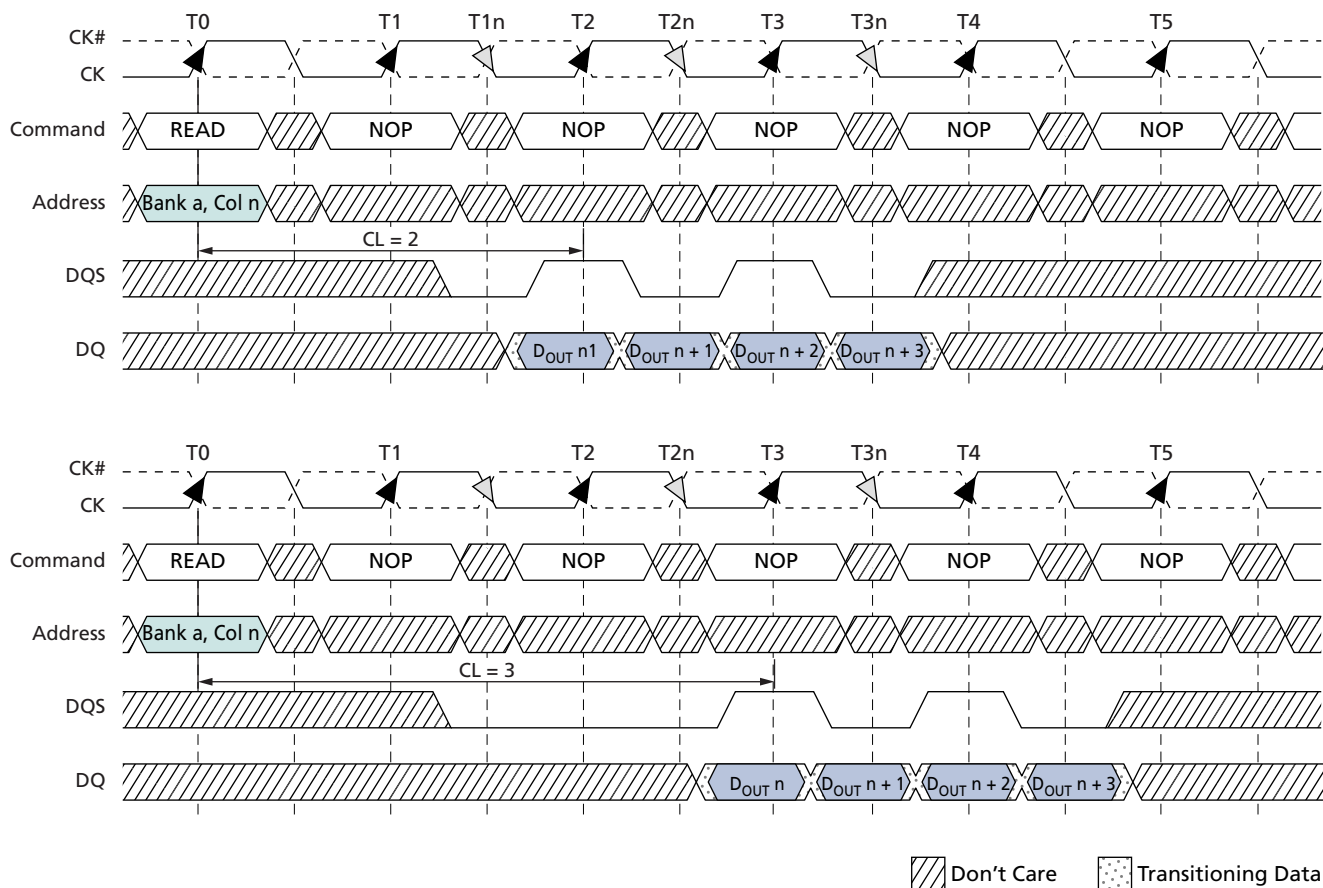 T0 T1 T1n T2 T2n T3 T3n T4 T5
CK#
CK
Command READ NOP NOP NOP NOP NOP
Address Bank a, Col n
CL = 2
DQS
DQ DOUT n1 DOUT n + 1 DOUT n + 2 DOUT n + 3
T0 T1 T2 T2n T3 T3n T4 T5
CK#
CK
Command READ NOP NOP NOP NOP NOP
Address Bank a, Col n
CL = 3
DQS
DQ DOUT n DOUT n + 1 DOUT n + 2 DOUT n + 3
Don't Care Transitioning Data